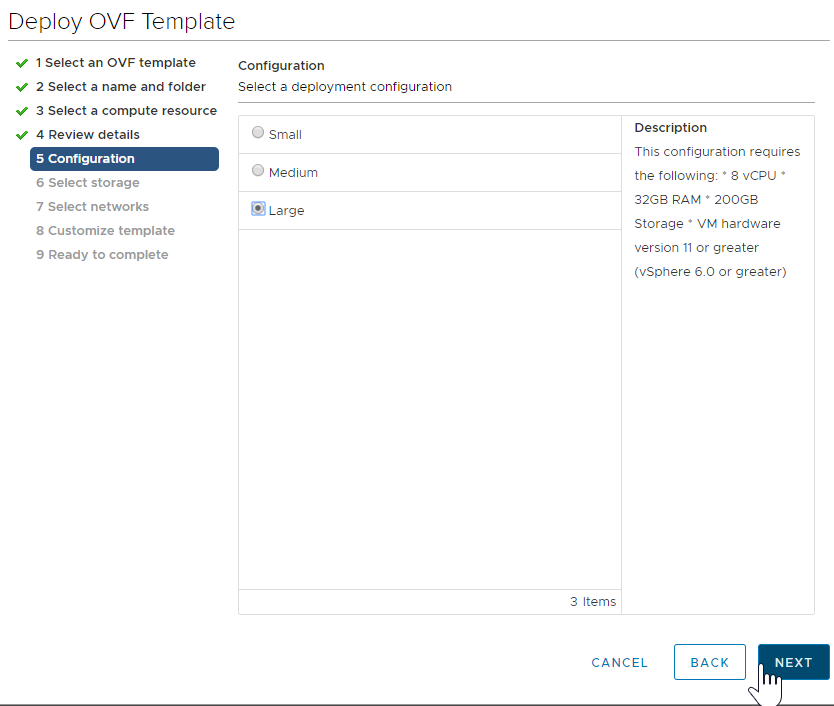 Deploy OVF Template
1 Select an OVF template
2 Select a name and folder
3 Select a compute resource
4 Review details
5 Configuration
6 Select storage
7 Select networks
8 Customize template
9 Ready to complete
Configuration
Select a deployment configuration
Small
Medium
Large
3 Items
Description
This configuration requires
the following: * 8 vCPU *
32GB RAM * 200GB
Storage * VM hardware
version 11 or greater
(vSphere 6.0 or greater)
CANCEL
BACK
NEXT